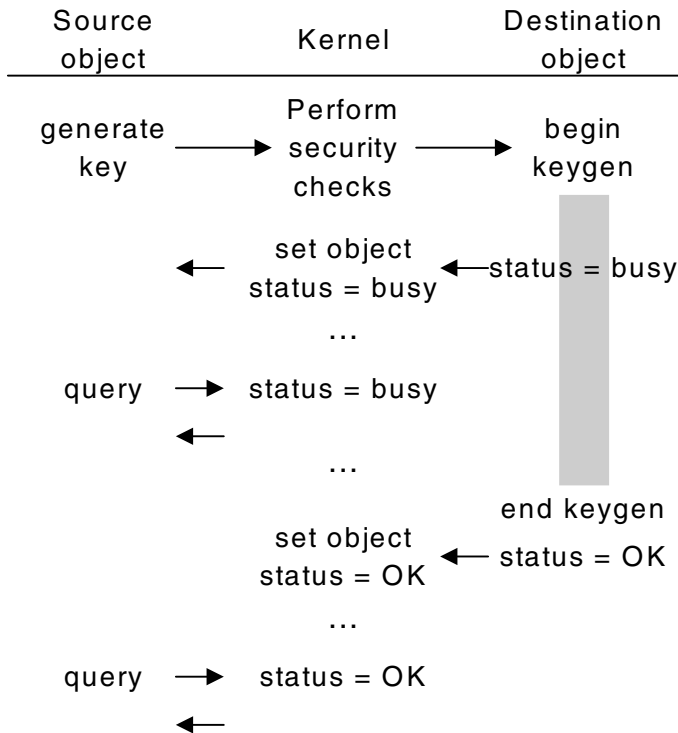 Source object
Kernel
Destination object
generate key
Perform security checks
begin keygen
set object status = busy
status = busy
...
query
status = busy
...
end keygen
set object status = OK
status = OK
...
query
status = OK